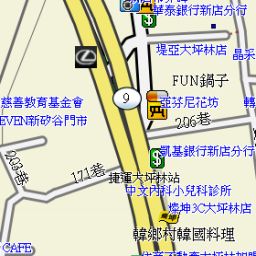 華泰銀行新店分行
堤亞大坪林店
FUN鍋子
慈善教育基金會
9
亞芬尼花坊
EVEN新矽谷門市
206巷
203巷
凱基銀行新店分行
171巷
捷運大坪林站
中文內科小兒科診所
燦坤3C大坪林店
韓鄉村韓國料理
CAFE